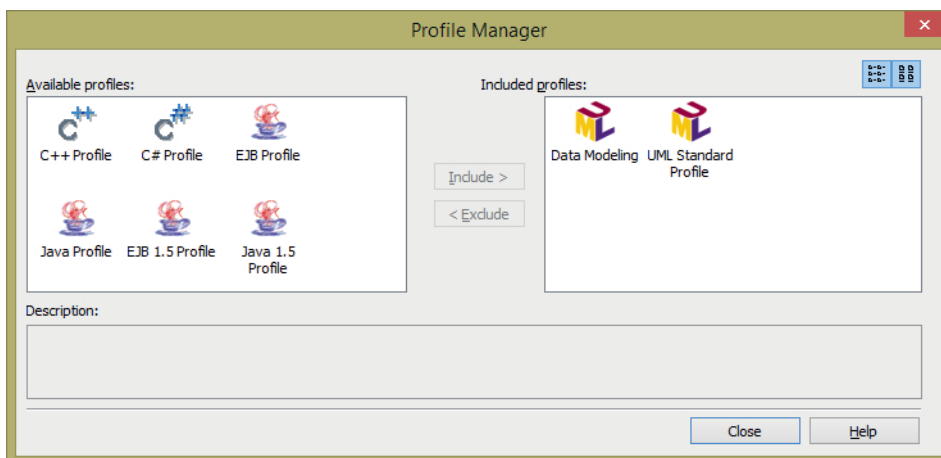 Profile Manager
Available profiles:
Included profiles:
C++ Profile
C# Profile
EJB Profile
Java Profile
EJB 1.5 Profile
Java 1.5
Profile
Include >
< Exclude
Data Modeling
UML Standard
Profile
Description:
Close
Help